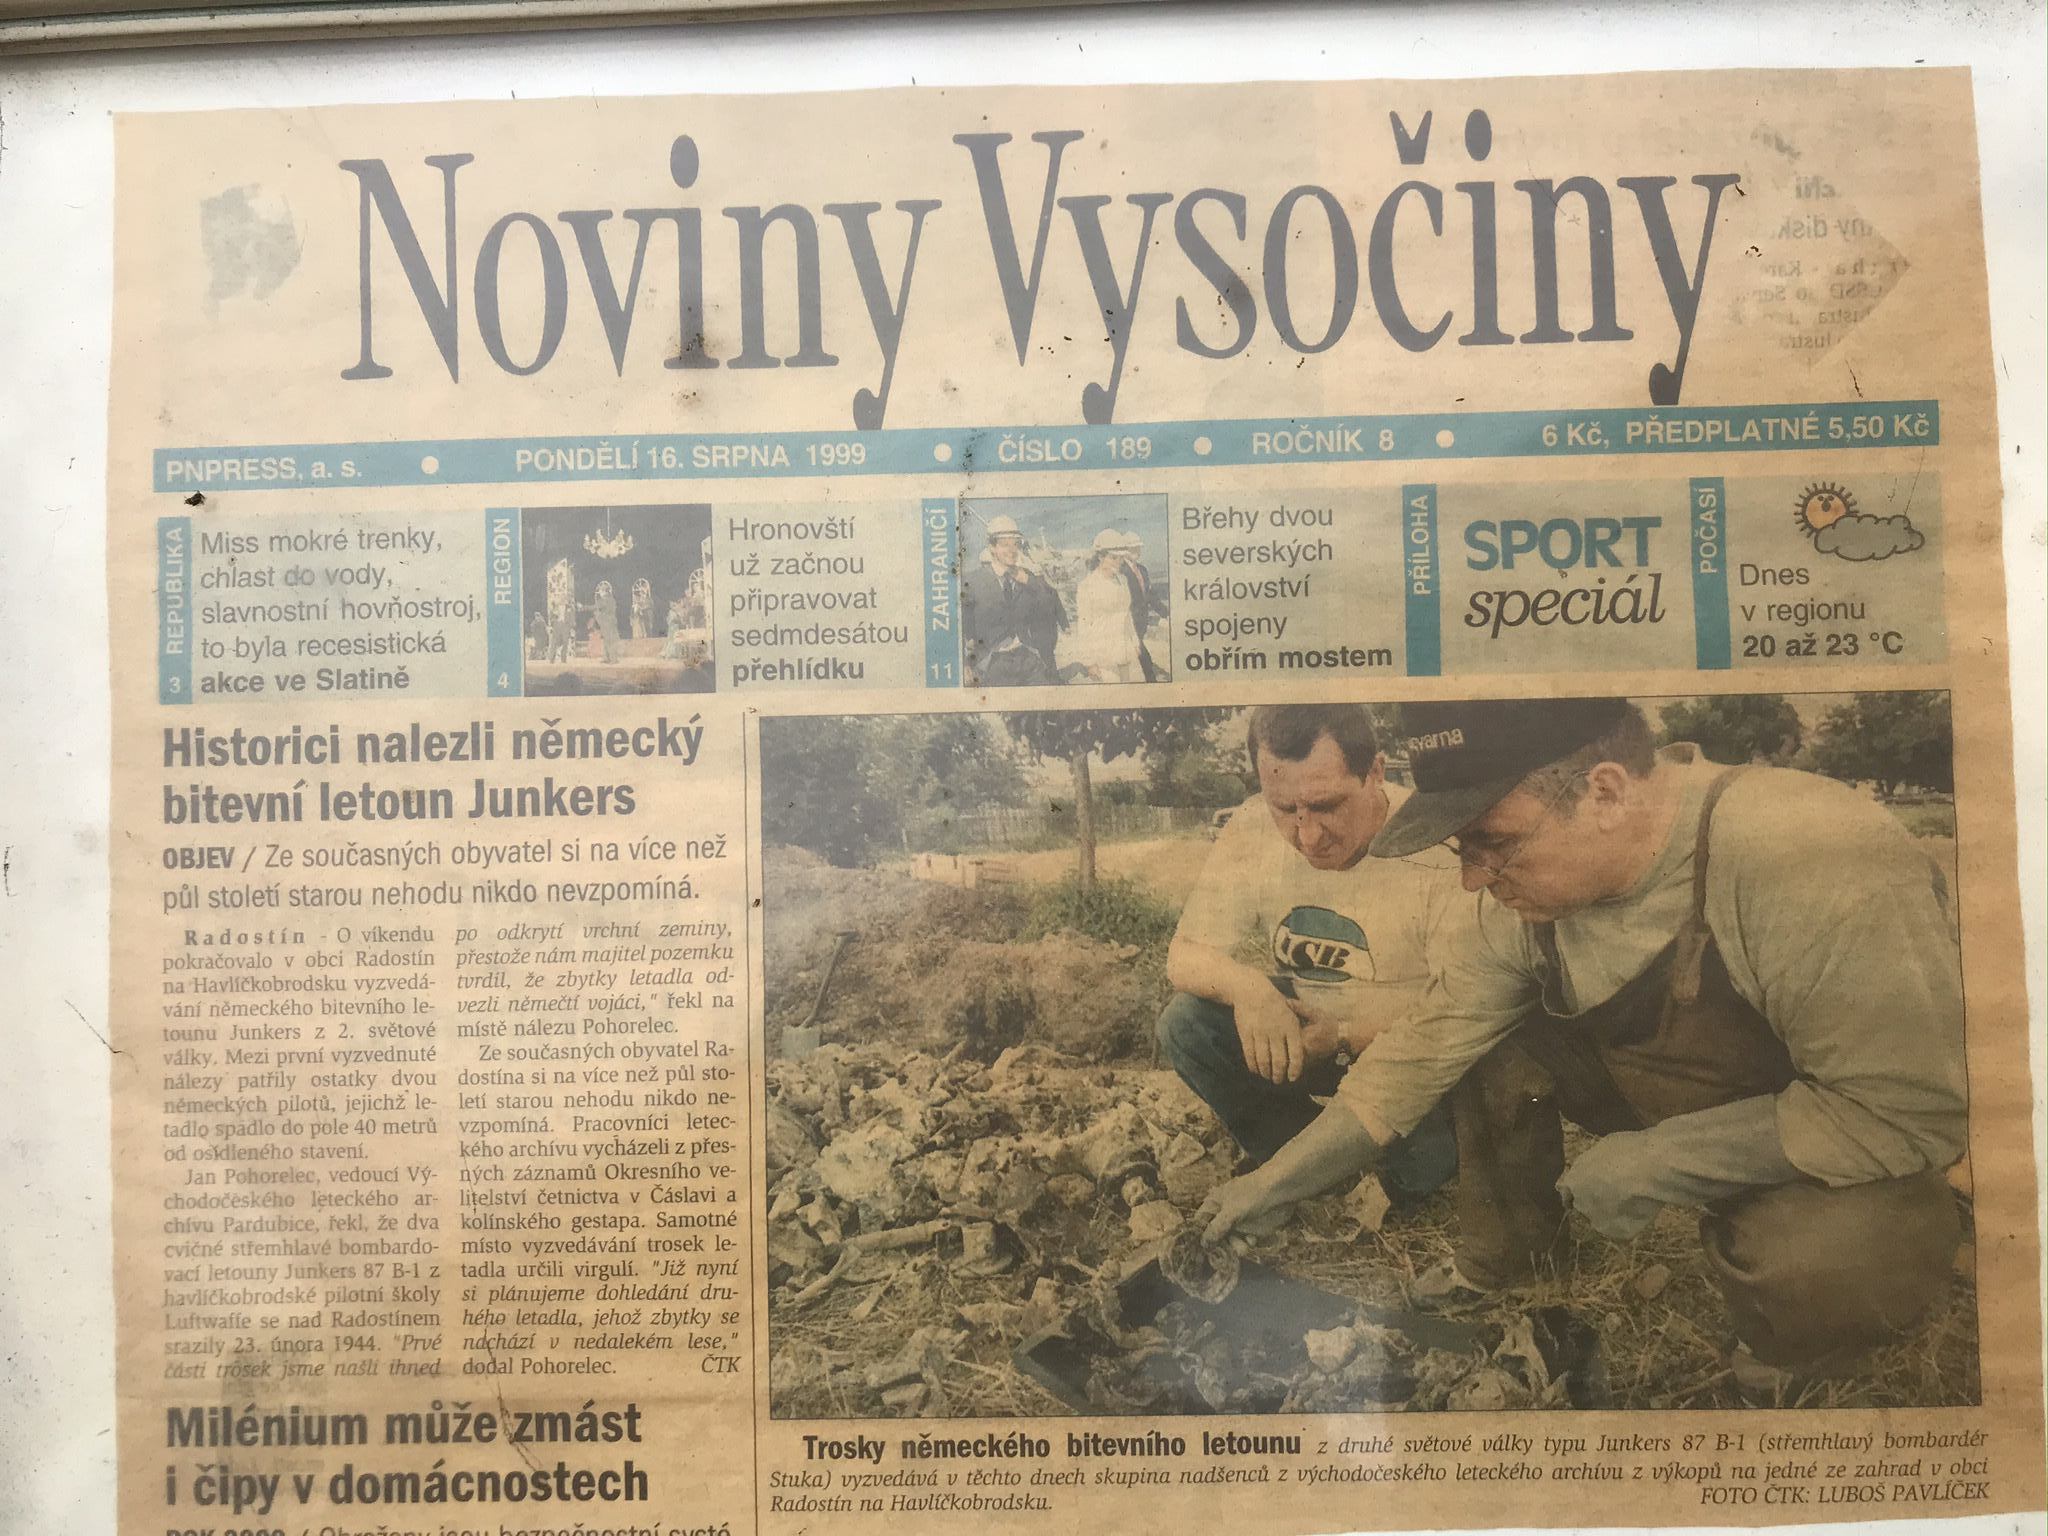 Noviny Vysočiny
PNPRESS, a. s. • PONDĚLÍ 16. SRPNA 1999 • ČÍSLO 189 • ROČNÍK 8 • 6 Kč, PŘEDPLATNÉ 5,50 Kč
REPUBLIKA
3
Miss mokré trenky,
chlast do vody,
slavnostní hovňostroj,
to byla recesistická
akce ve Slatině
REGION
4
Hronovští
už začnou
připravovat
sedmdesátou
přehlídku
ZAHRANIČÍ
11
Břehy dvou
severských
království
spojeny
obřím mostem
PŘÍLOHA
SPORT
speciál
POČASÍ
Dnes
v regionu
20 až 23 °C
Historici nalezli německý
bitevní letoun Junkers
OBJEV / Ze současných obyvatel si na více než
půl století starou nehodu nikdo nevzpomíná.
Radostín - O víkendu
pokračovalo v obci Radostín
na Havlíčkobrodsku vyzvedá-
vání německého bitevního le-
tounu Junkers z 2. světové
války. Mezi první vyzvednuté
nálezy patřily ostatky dvou
německých pilotů, jejichž le-
tadlo spadlo do pole 40 metrů
od osídleného stavení.
Jan Pohorelec, vedoucí Vý-
chodočeského leteckého ar-
chívu Pardubice, řekl, že dva
cvičné střemhlavé bombardo-
vací letouny Junkers 87 B-1 z
havlíčkobrodské pilotní školy
Luftwaffe se nad Radostínem
srazily 23. února 1944. "Prvé
části trosek jsme našli ihned
po odkrytí vrchní zeminy,
přestože nám majitel pozemku
tvrdil, že zbytky letadla od-
vezli němečtí vojáci," řekl na
místě nálezu Pohorelec.
Ze současných obyvatel Ra-
dostína si na více než půl sto-
letí starou nehodu nikdo ne-
vzpomíná. Pracovníci letec-
kého archívu vycházeli z přes-
ných záznamů Okresního ve-
litelství četnictva v Čáslavi a
kolínského gestapa. Samotné
místo vyzvedávání trosek le-
tadla určili virgulí. "Již nyní
si plánujeme dohledání dru-
hého letadla, jehož zbytky se
nachází v nedalekém lese,"
dodal Pohorelec. ČTK
Trosky německého bitevního letounu z druhé světové války typu Junkers 87 B-1 (střemhlavý bombardér
Stuka) vyzvedává v těchto dnech skupina nadšenců z východočeského leteckého archívu z výkopů na jedné ze zahrad v obci
Radostín na Havlíčkobrodsku. FOTO ČTK: LUBOŠ PAVLÍČEK
Milénium může zmást
i čipy v domácnostech